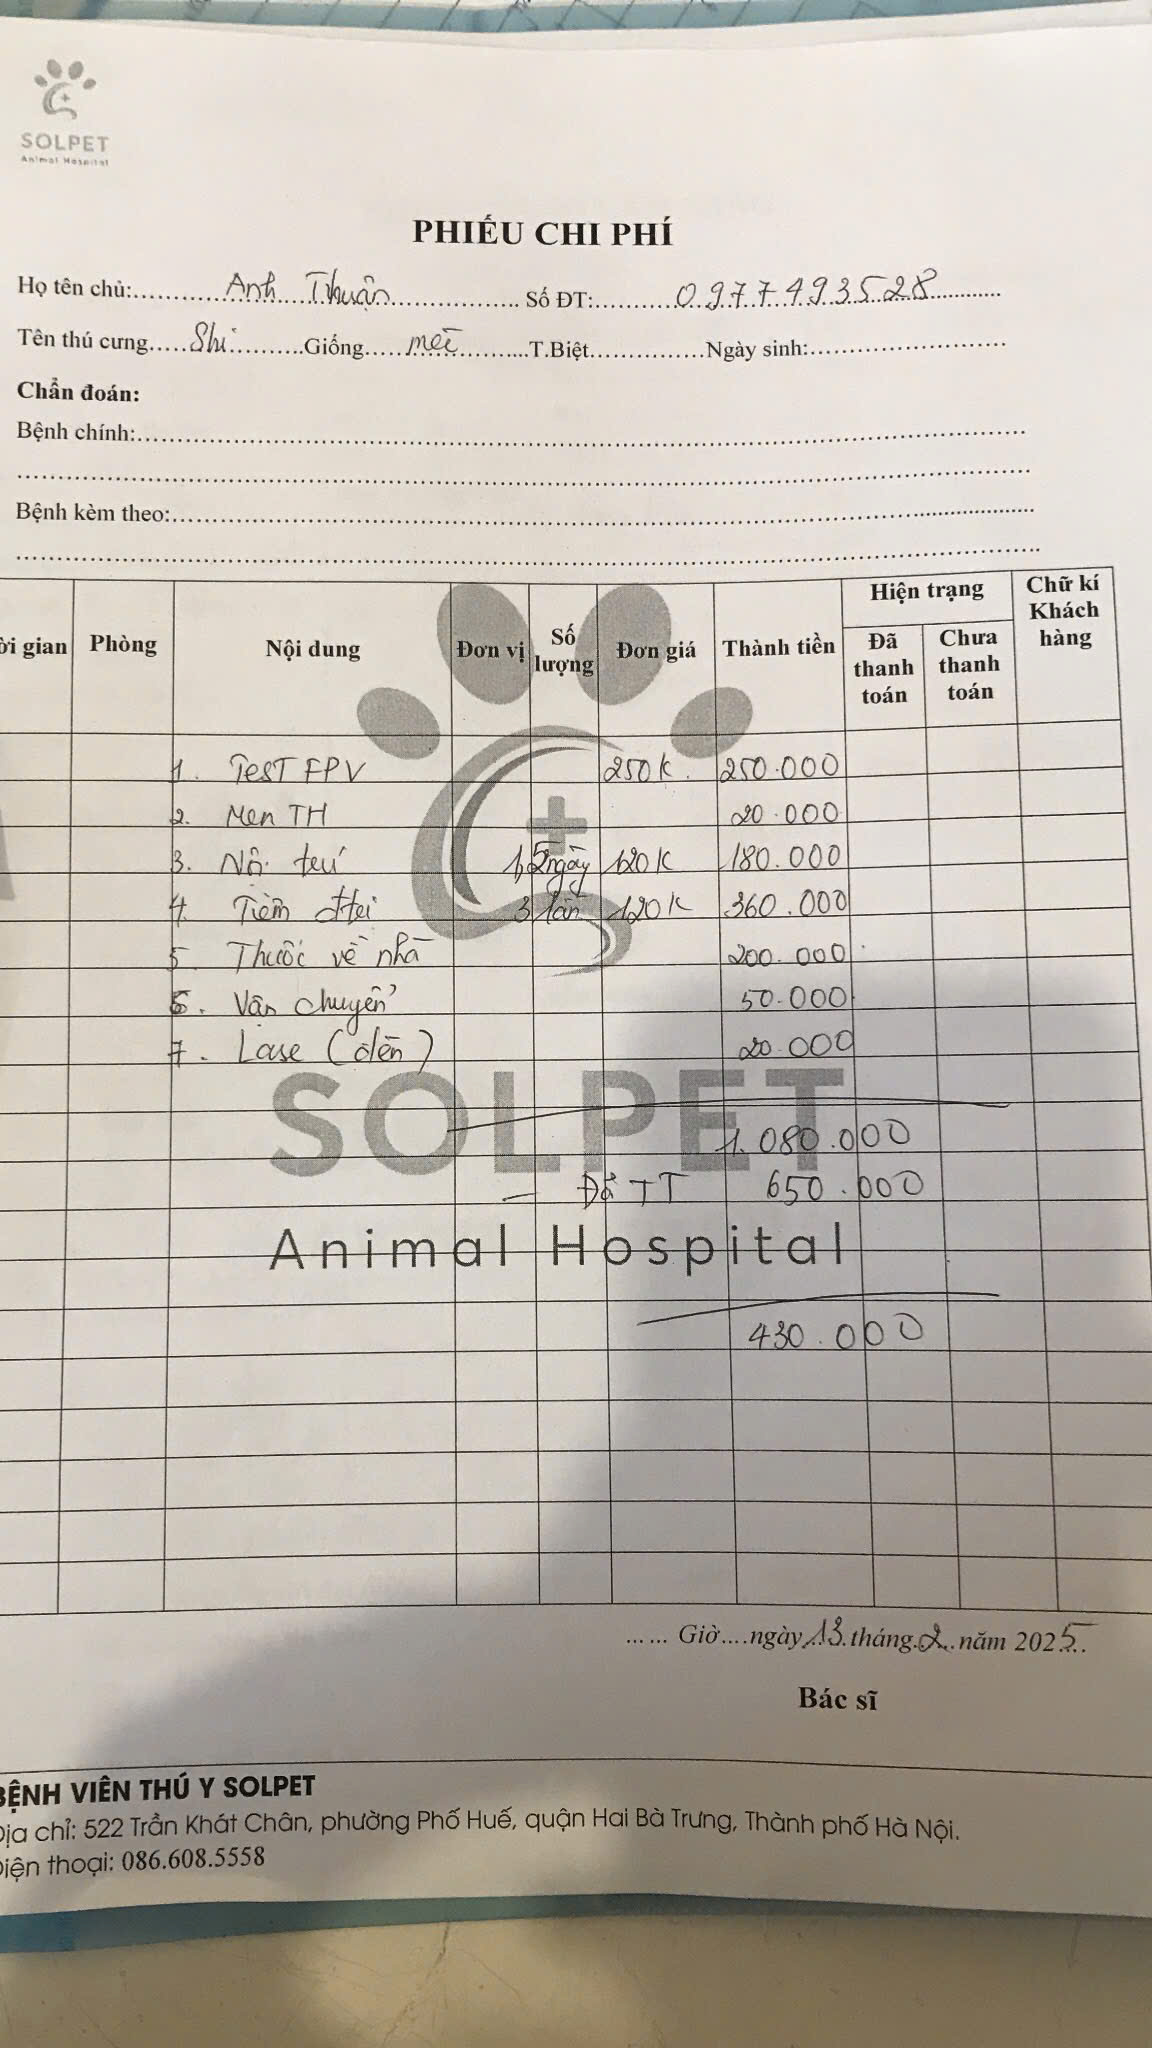 SOLPET
Animal Hospital
PHIẾU CHI PHÍ
Họ tên chủ: Anh Thuận Số ĐT: 0977493528
Tên thú cưng Shi Giống mèo T.Biệt Ngày sinh:
Chẩn đoán:
Bệnh chính:
Bệnh kèm theo:
ời gian Phòng Nội dung Đơn vị Số lượng Đơn giá Thành tiền Hiện trạng Đã thanh toán Chưa thanh toán Chữ kí Khách hàng
1. Test FPV 250K. 250.000
2. Men TH 20.000
3. Nội trú 1,5 ngày 120K 180.000
4. Tiêm 3 lần 120K 360.000
5 Thuốc về nhà 200.000
6. Vận chuyển 50.000
7. Lase (đèn) 20.000
SOLPET
1.080.000
– Đã TT 650.000
Animal Hospital
430.000
...... Giờ....ngày 13 tháng 2 năm 2025
Bác sĩ
BỆNH VIỆN THÚ Y SOLPET
Địa chỉ: 522 Trần Khát Chân, phường Phố Huế, quận Hai Bà Trưng, Thành phố Hà Nội.
Điện thoại: 086.608.5558